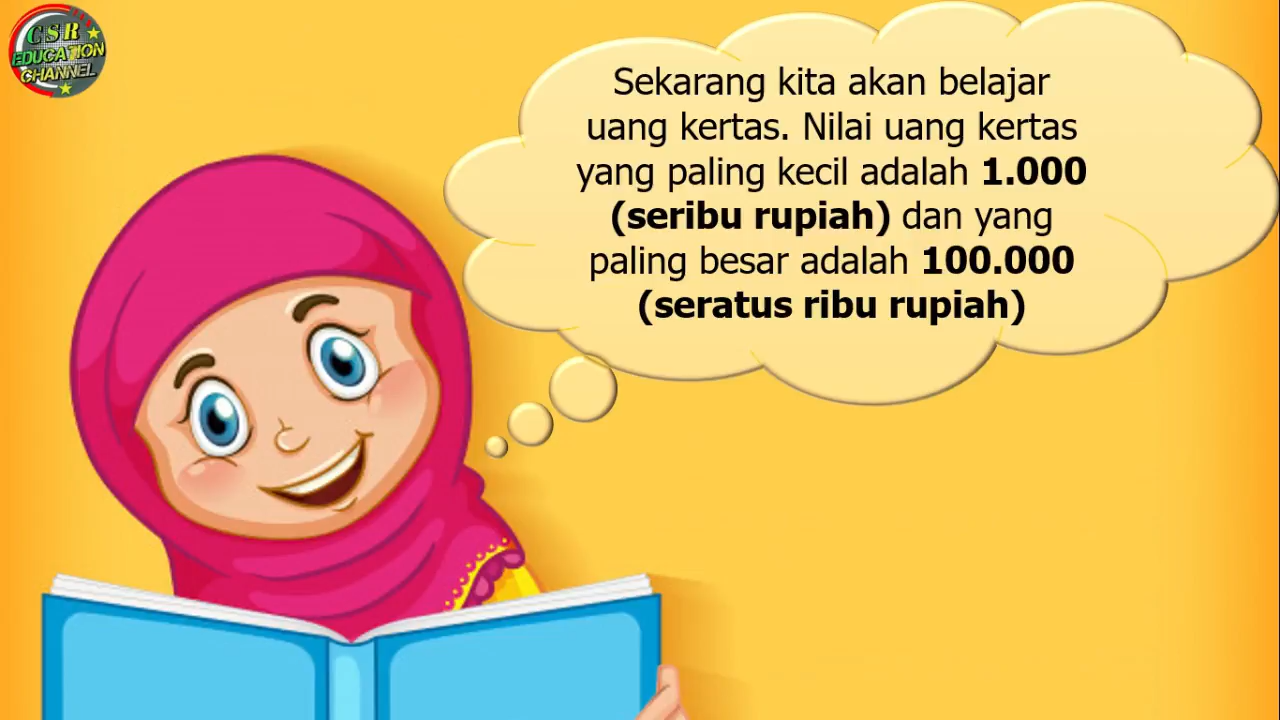 CSR
EDUCATION
CHANNEL
Sekarang kita akan belajar
uang kertas. Nilai uang kertas
yang paling kecil adalah 1.000
(seribu rupiah) dan yang
paling besar adalah 100.000
(seratus ribu rupiah)